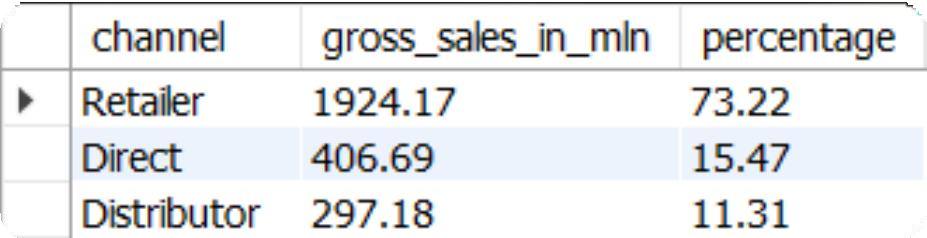 channel gross_sales_in_mln percentage
Retailer 1924.17 73.22
Direct 406.69 15.47
Distributor 297.18 11.31